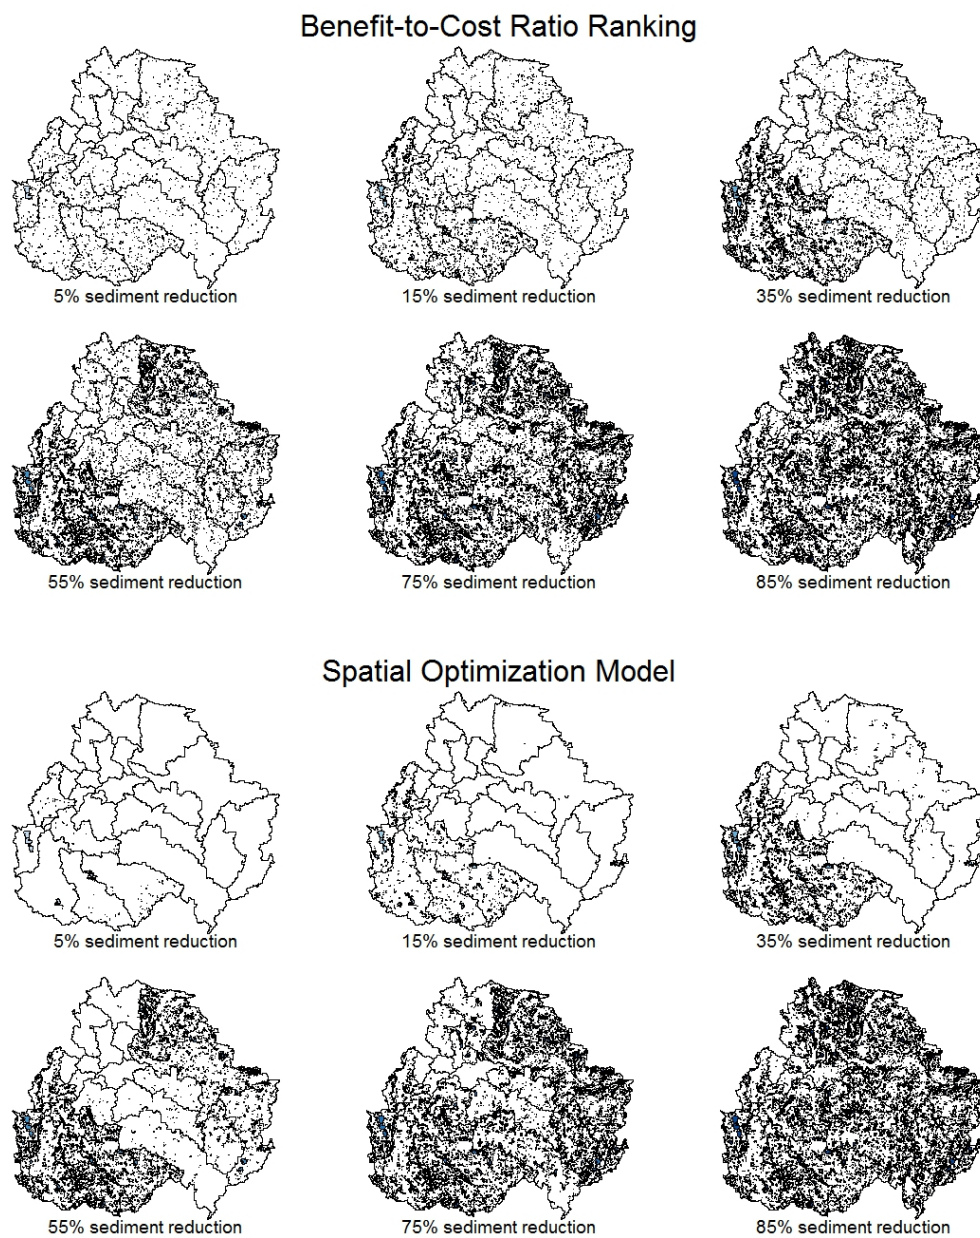 Benefit-to-Cost Ratio Ranking
5% sediment reduction
15% sediment reduction
35% sediment reduction
55% sediment reduction
75% sediment reduction
85% sediment reduction
Spatial Optimization Model
5% sediment reduction
15% sediment reduction
35% sediment reduction
55% sediment reduction
75% sediment reduction
85% sediment reduction